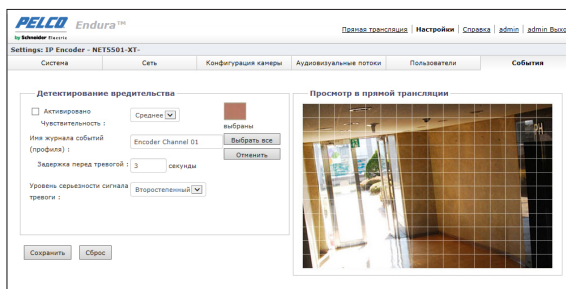 PELCO Endura™
by Schneider Electric
Прямая трансляция | Настройки | Справка | admin | admin Выхо
Settings: IP Encoder - NET5501-XT-
Система Сеть Конфигурация камеры Аудиовизуальные потоки Пользователи События
Детектирование вредительства
Активировано
Чувствительность :
Среднее
выбраны
Имя журнала событий
(профиля) :
Encoder Channel 01
Выбрать все
Отменить
Задержка перед тревогой : 3 секунды
Уровень серьезности сигнала
тревоги :
Второстепенный
Сохранить Сброс
Просмотр в прямой трансляции